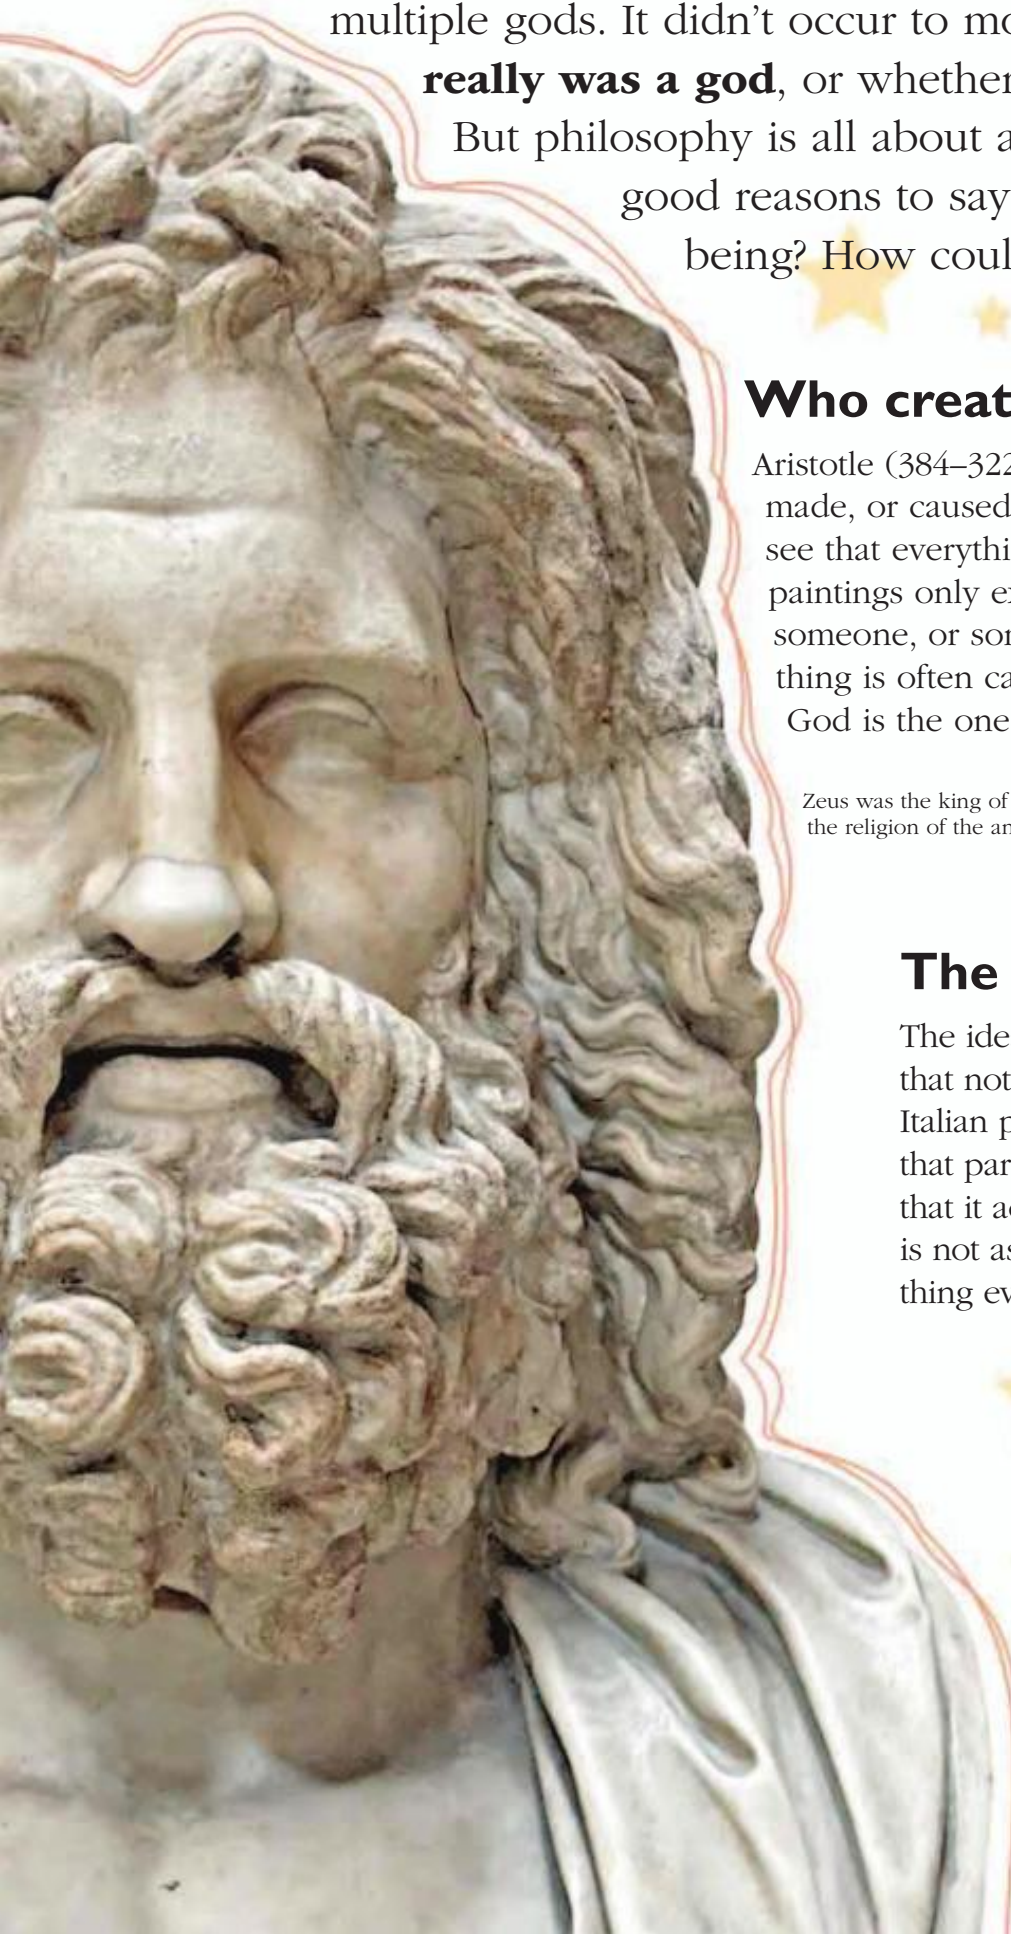 multiple gods. It didn't occur to mo
really was a god, or whether
But philosophy is all about a
good reasons to say
being? How coul
Who creat
Aristotle (384–322
made, or caused
see that everythi
paintings only ex
someone, or som
thing is often ca
God is the one
Zeus was the king of
the religion of the an
The
The ide
that not
Italian p
that par
that it ac
is not as
thing ev